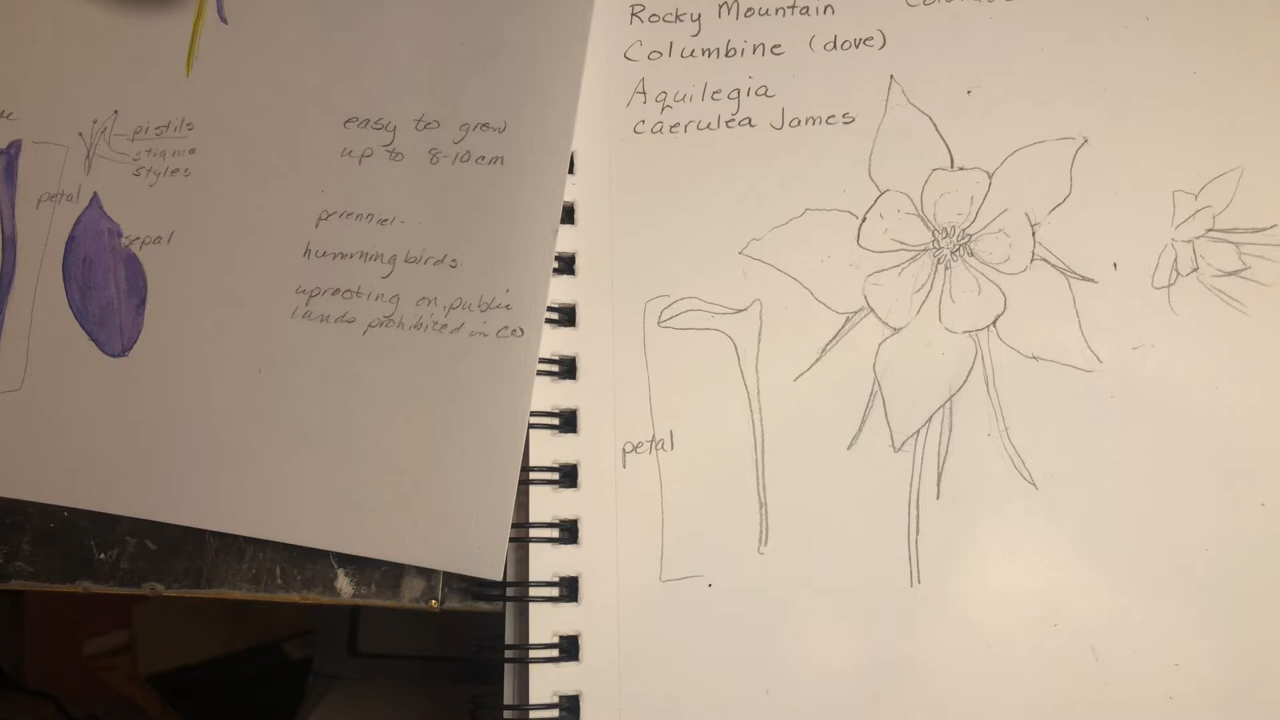 pistils
stigma
styles
petal
sepal
easy to grow
up to 8-10cm
perenniel.
hummingbirds
uprooting on public
lands prohibited in CO
Rocky Mountain
Columbine (dove)
Aquilegia
caerulea James
petal